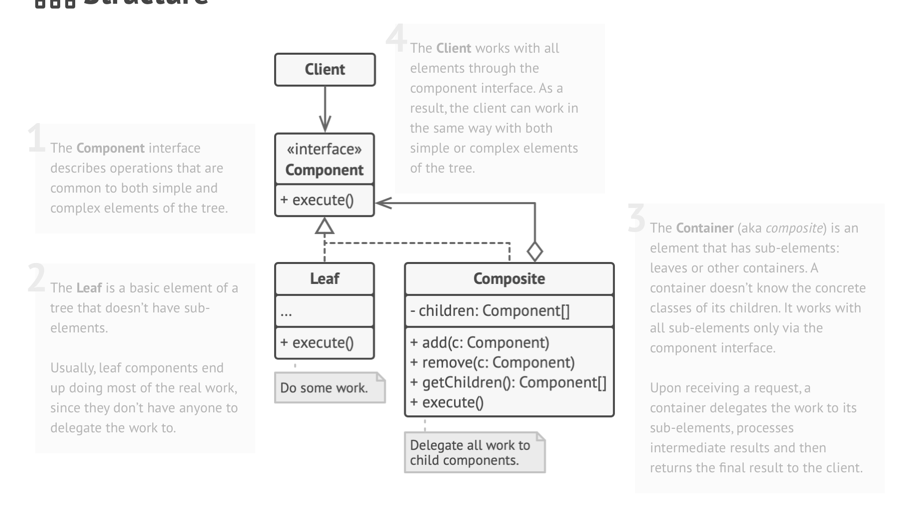 Structure
Client
«interface»
Component
+ execute()
Leaf
...
+ execute()
Do some work.
Composite
- children: Component[]
+ add(c: Component)
+ remove(c: Component)
+ getChildren(): Component[]
+ execute()
Delegate all work to
child components.
1
The Component interface
describes operations that are
common to both simple and
complex elements of the tree.
2
The Leaf is a basic element of a
tree that doesn't have sub-
elements.
Usually, leaf components end
up doing most of the real work,
since they don't have anyone to
delegate the work to.
3
The Container (aka composite) is an
element that has sub-elements:
leaves or other containers. A
container doesn't know the concrete
classes of its children. It works with
all sub-elements only via the
component interface.
Upon receiving a request, a
container delegates the work to its
sub-elements, processes
intermediate results and then
returns the final result to the client.
4
The Client works with all
elements through the
component interface. As a
result, the client can work in
the same way with both
simple or complex elements
of the tree.